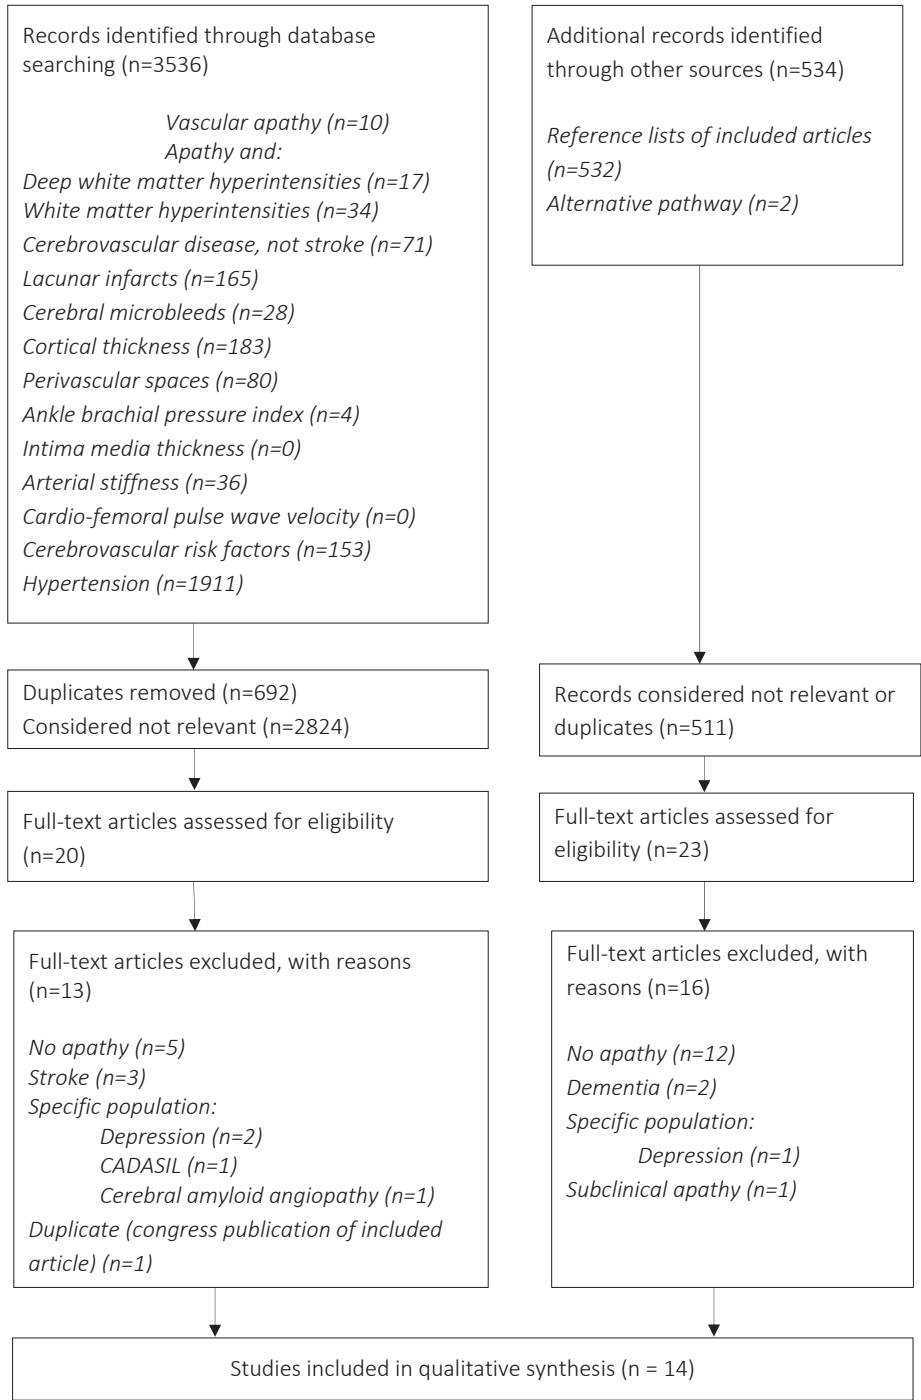 Records identified through database
searching (n=3536)
Vascular apathy (n=10)
Apathy and:
Deep white matter hyperintensities (n=17)
White matter hyperintensities (n=34)
Cerebrovascular disease, not stroke (n=71)
Lacunar infarcts (n=165)
Cerebral microbleeds (n=28)
Cortical thickness (n=183)
Perivascular spaces (n=80)
Ankle brachial pressure index (n=4)
Intima media thickness (n=0)
Arterial stiffness (n=36)
Cardio-femoral pulse wave velocity (n=0)
Cerebrovascular risk factors (n=153)
Hypertension (n=1911)
Additional records identified
through other sources (n=534)
Reference lists of included articles
(n=532)
Alternative pathway (n=2)
Duplicates removed (n=692)
Considered not relevant (n=2824)
Records considered not relevant or
duplicates (n=511)
Full-text articles assessed for eligibility
(n=20)
Full-text articles assessed for
eligibility (n=23)
Full-text articles excluded, with reasons
(n=13)
No apathy (n=5)
Stroke (n=3)
Specific population:
Depression (n=2)
CADASIL (n=1)
Cerebral amyloid angiopathy (n=1)
Duplicate (congress publication of included
article) (n=1)
Full-text articles excluded, with
reasons (n=16)
No apathy (n=12)
Dementia (n=2)
Specific population:
Depression (n=1)
Subclinical apathy (n=1)
Studies included in qualitative synthesis (n = 14)